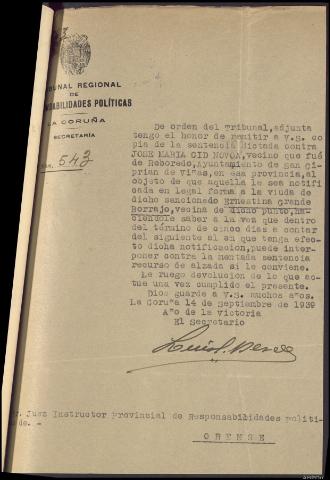 BUNAL REGIONAL
DE
ONSABILIDADES POLÍTICAS
LA CORUÑA
SECRETARÍA
NÚM. 543
De orden del Tribunal, adjunta
tengo el honor de remitir a V.S. co
pia de la sentencia dictada contra
JOSE MARIA CID NOVOA, vecino que fué
de Reboredo, Ayuntamiento de San Ci-
prian de Viñas, en esa provincia, al
objeto de que aquella le sea notifi
cada en legal forma a la viuda de
dicho sancionado Ernestina Grande
Borrajo, vecina de dicho punto, ha-
ciéndole saber a la vez que dentro
del término de cinco días a contar
del siguiente al en que tenga efec
to dicha notificacion, puede inter-
poner contra la mentada sentencia
recurso de alzada si le conviene.
Le ruego devolucion de lo que ac
tue una vez cumplido el presente.
Dios guarde a V.S. muchos años.
La Coruña 14 de Septiembre de 1939
Año de la Victoria
El Secretario
r. Juez Instructor provincial de Responsabilidades politi-
de. -
ORENSE